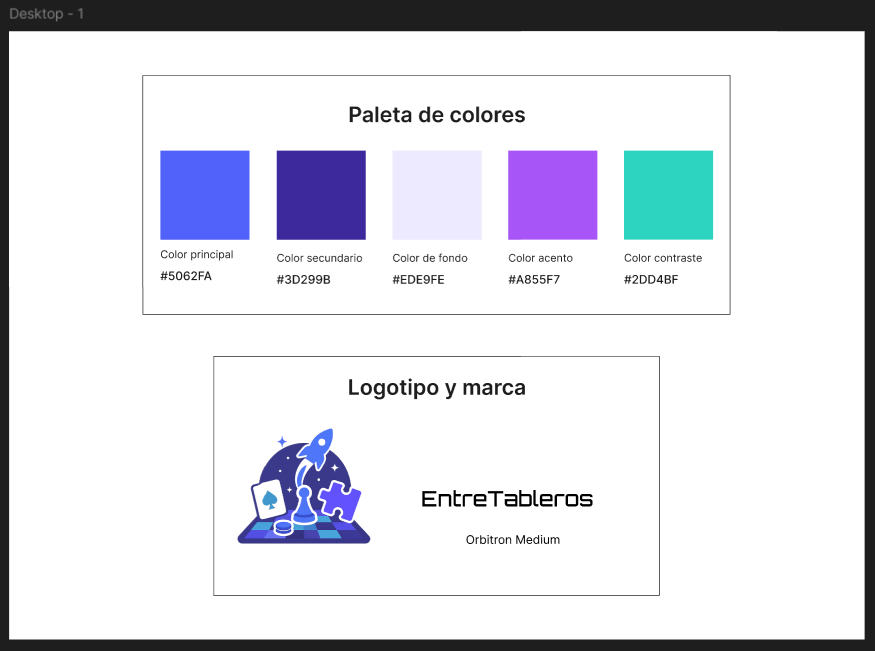 Desktop - 1
Paleta de colores
Color principal
#5062FA
Color secundario
#3D299B
Color de fondo
#EDE9FE
Color acento
#A855F7
Color contraste
#2DD4BF
Logotipo y marca
EntreTableros
Orbitron Medium